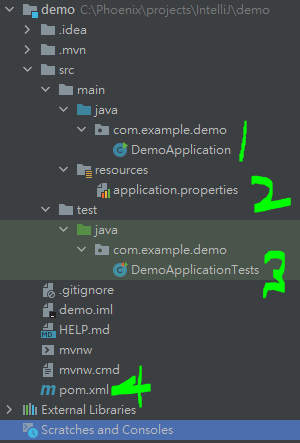 demo C:\Phoenix\projects\IntelliJ\demo
.idea
.mvn
src
main
java
com.example.demo
DemoApplication 1
resources
application.properties 2
test
java
com.example.demo
DemoApplicationTests 3
.gitignore
demo.iml
HELP.md
mvnw
mvnw.cmd
pom.xml 4
External Libraries
Scratches and Consoles